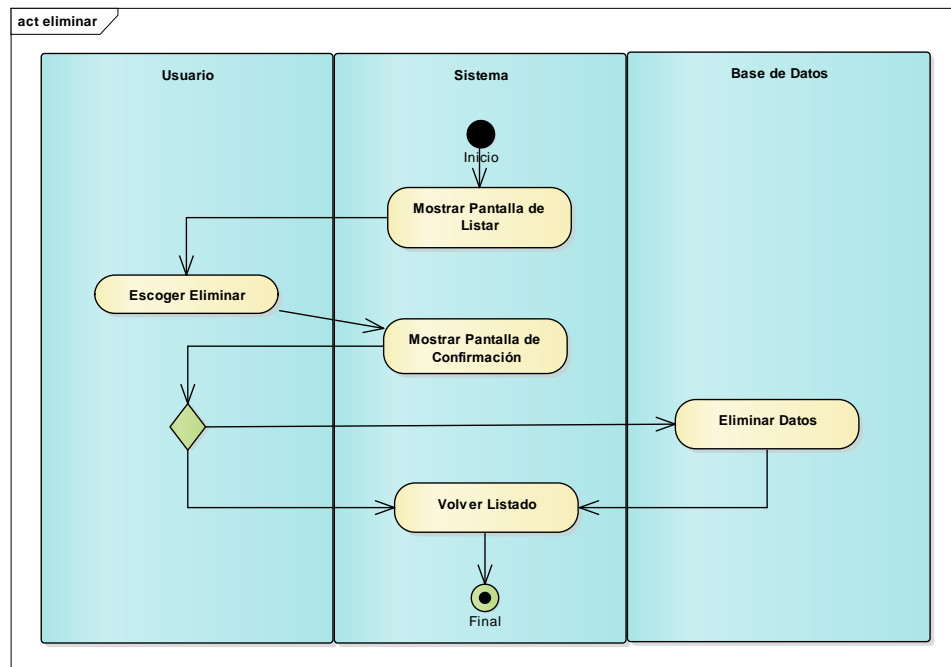 act eliminar
Usuario
Sistema
Base de Datos
Inicio
Mostrar Pantalla de
Listar
Escoger Eliminar
Mostrar Pantalla de
Confirmación
Eliminar Datos
Volver Listado
Final